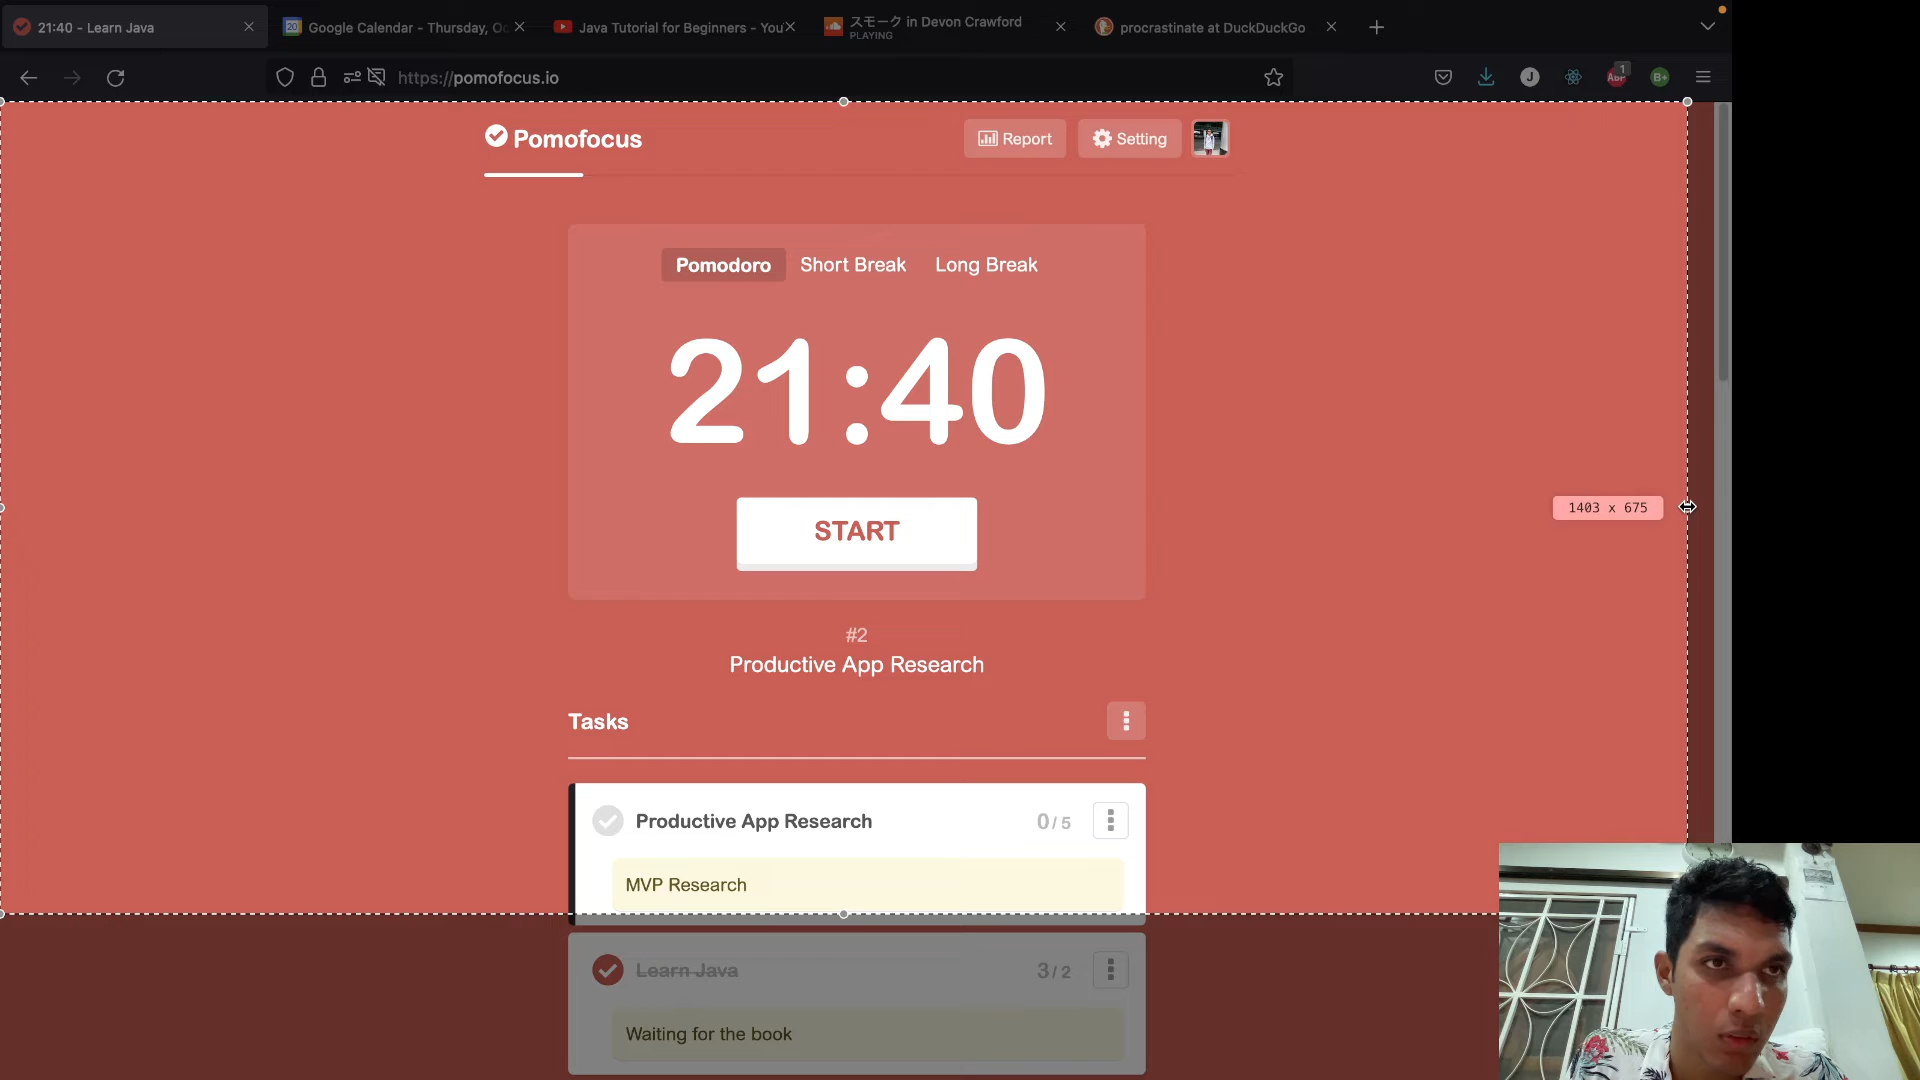 21:40 - Learn Java
Google Calendar - Thursday, Oc
Java Tutorial for Beginners - You
スモーク in Devon Crawford
PLAYING
procrastinate at DuckDuckGo
https://pomofocus.io
J
ABP
1
B+
Pomofocus
Report
Setting
Pomodoro
Short Break
Long Break
21:40
START
1403 x 675
#2
Productive App Research
Tasks
Productive App Research
0/ 5
MVP Research
Learn Java
3/ 2
Waiting for the book